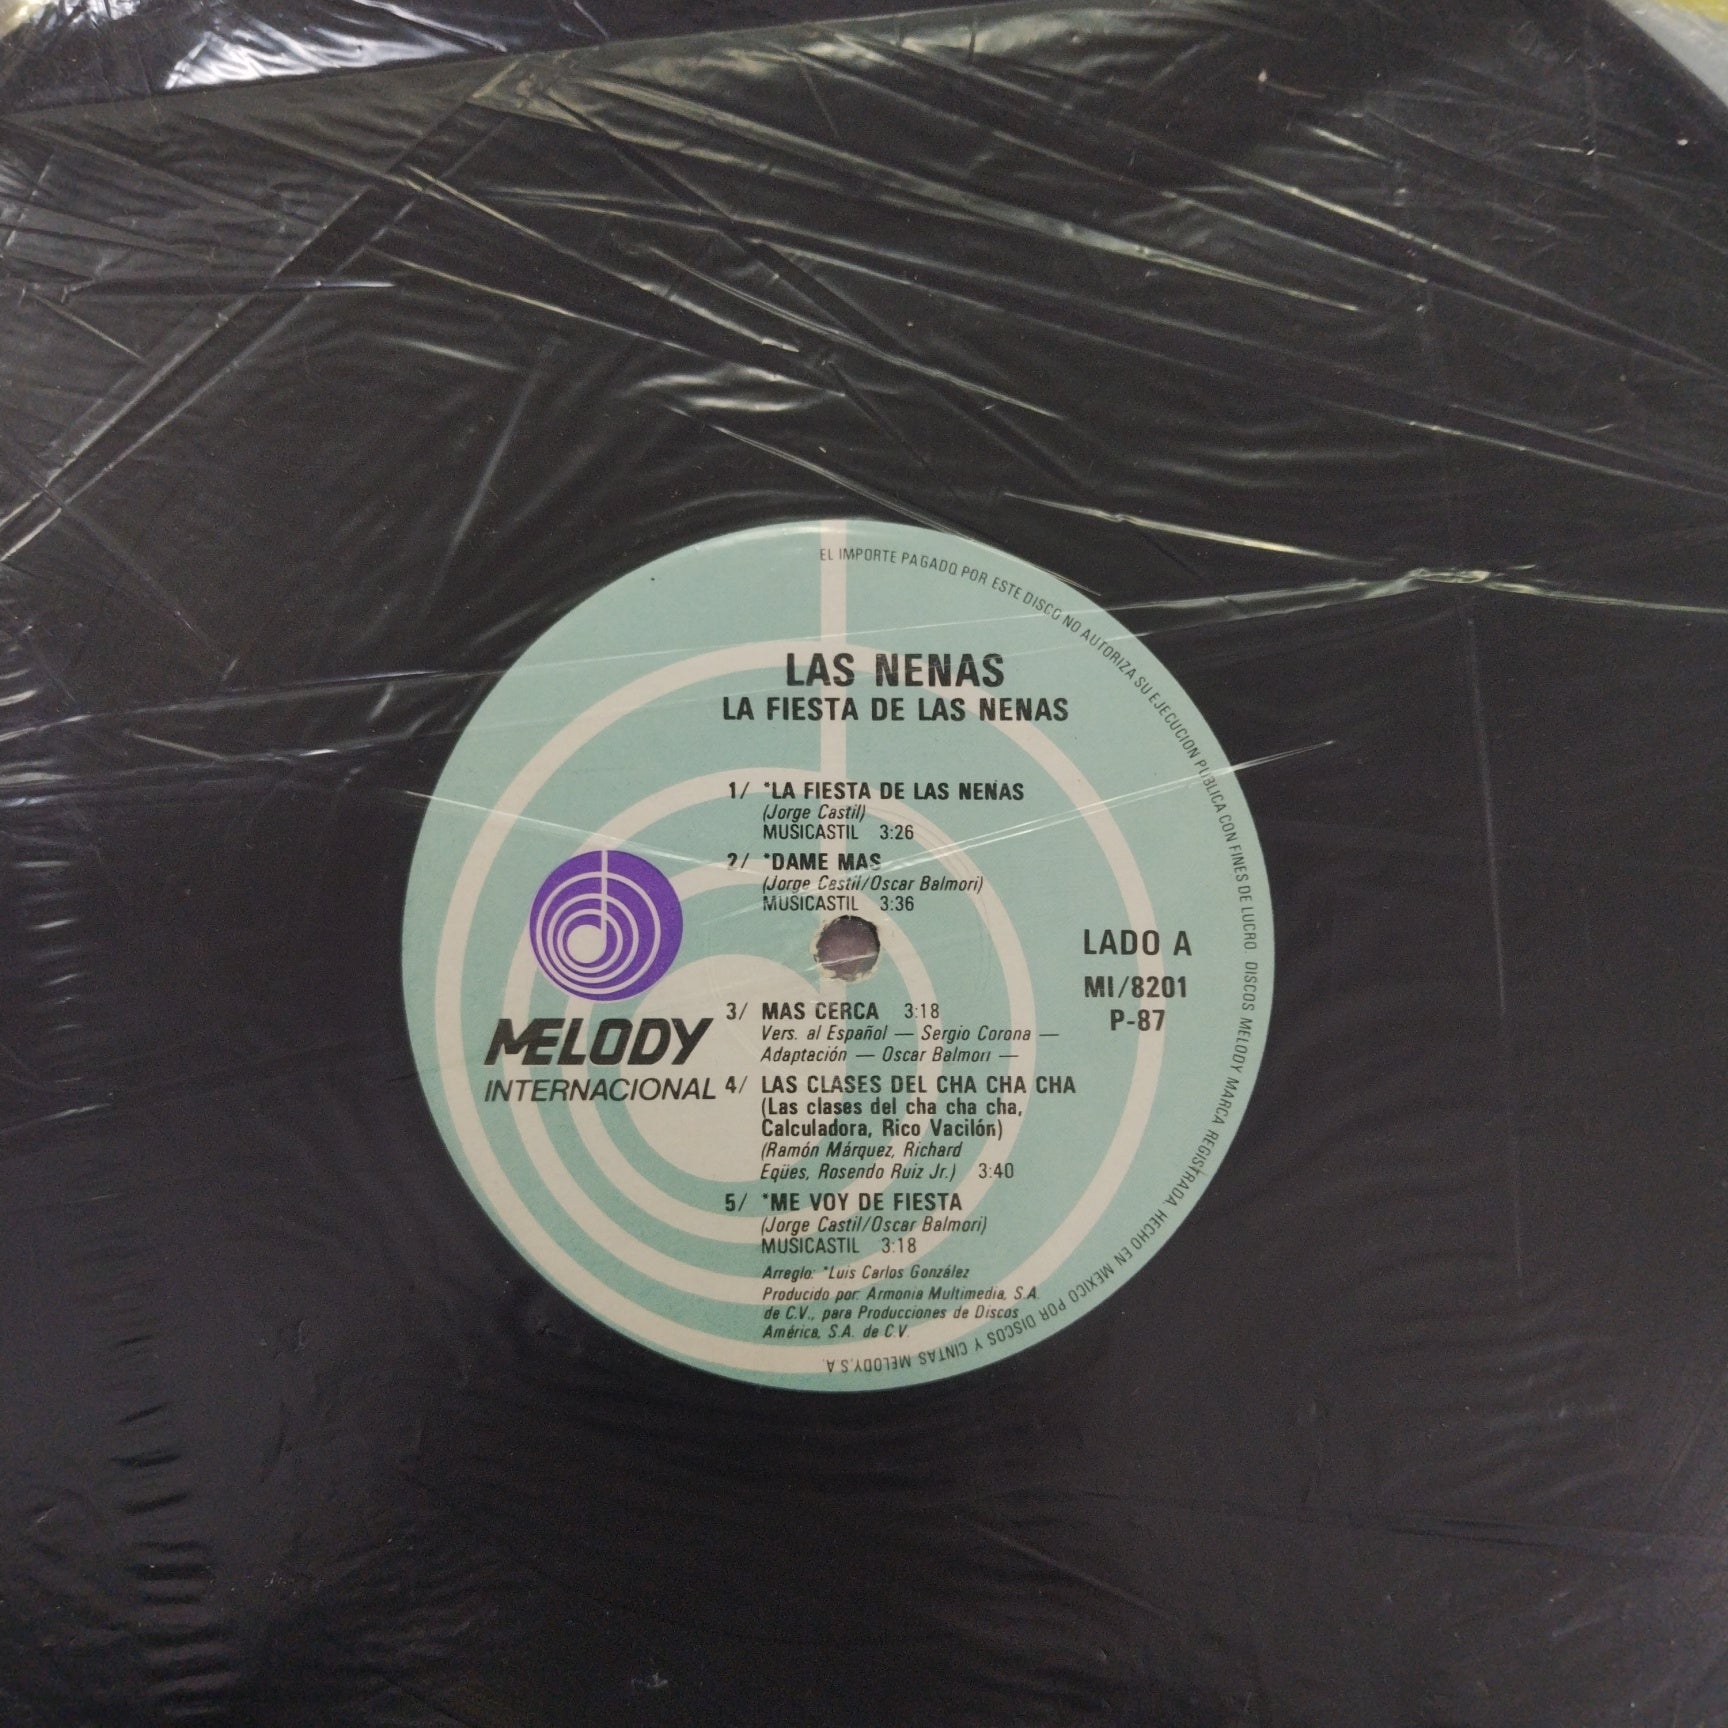 EL IMPORTE PAGADO POR ESTE DISCO NO AUTORIZA SU EJECUCION PUBLICA CON FINES DE LUCRO. DISCOS MELODY MARCA REGISTRADA. HECHO EN MEXICO POR DISCOS Y CINTAS MELODY, S.A.
LAS NENAS
LA FIESTA DE LAS NENAS
1/ *LA FIESTA DE LAS NENAS
(Jorge Castil)
MUSICASTIL 3:26
2/ *DAME MAS
(Jorge Castil/Oscar Balmori)
MUSICASTIL 3:36
LADO A
MI/8201
P-87
MELODY
INTERNACIONAL
3/ MAS CERCA 3:18
Vers. al Español — Sergio Corona —
Adaptación — Oscar Balmori —
4/ LAS CLASES DEL CHA CHA CHA
(Las clases del cha cha cha,
Calculadora, Rico Vacilón)
(Ramón Márquez, Richard
Eqües, Rosendo Ruiz Jr.) 3:40
5/ *ME VOY DE FIESTA
(Jorge Castil/Oscar Balmori)
MUSICASTIL 3:18
Arreglo: *Luis Carlos González
Producido por: Armonia Multimedia, S.A.
de C.V., para Producciones de Discos
América, S.A. de C.V.